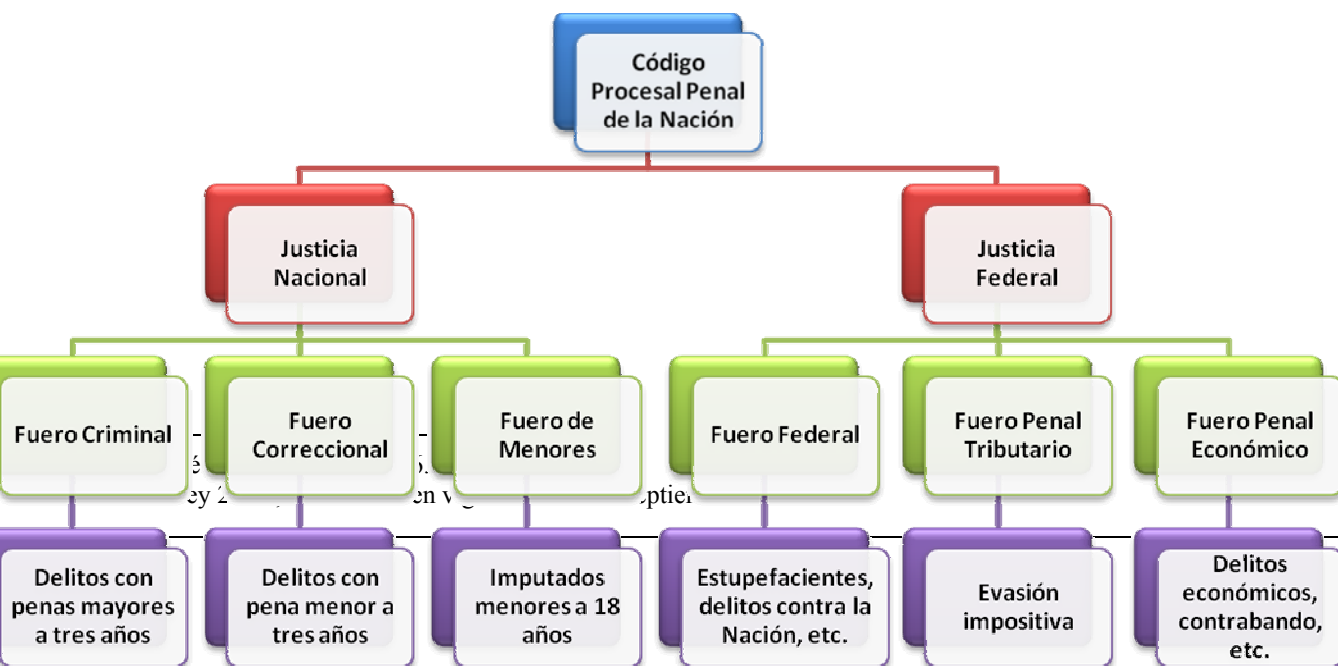 Código
Procesal Penal
de la Nación
Justicia
Nacional
Justicia
Federal
Fuero Criminal
Fuero
Correccional
Fuero de
Menores
Fuero Federal
Fuero Penal
Tributario
Fuero Penal
Económico
Delitos con
penas mayores
a tres años
Delitos con
pena menor a
tres años
Imputados
menores a 18
años
Estupefacientes,
delitos contra la
Nación, etc.
Evasión
impositiva
Delitos
económicos,
contrabando,
etc.